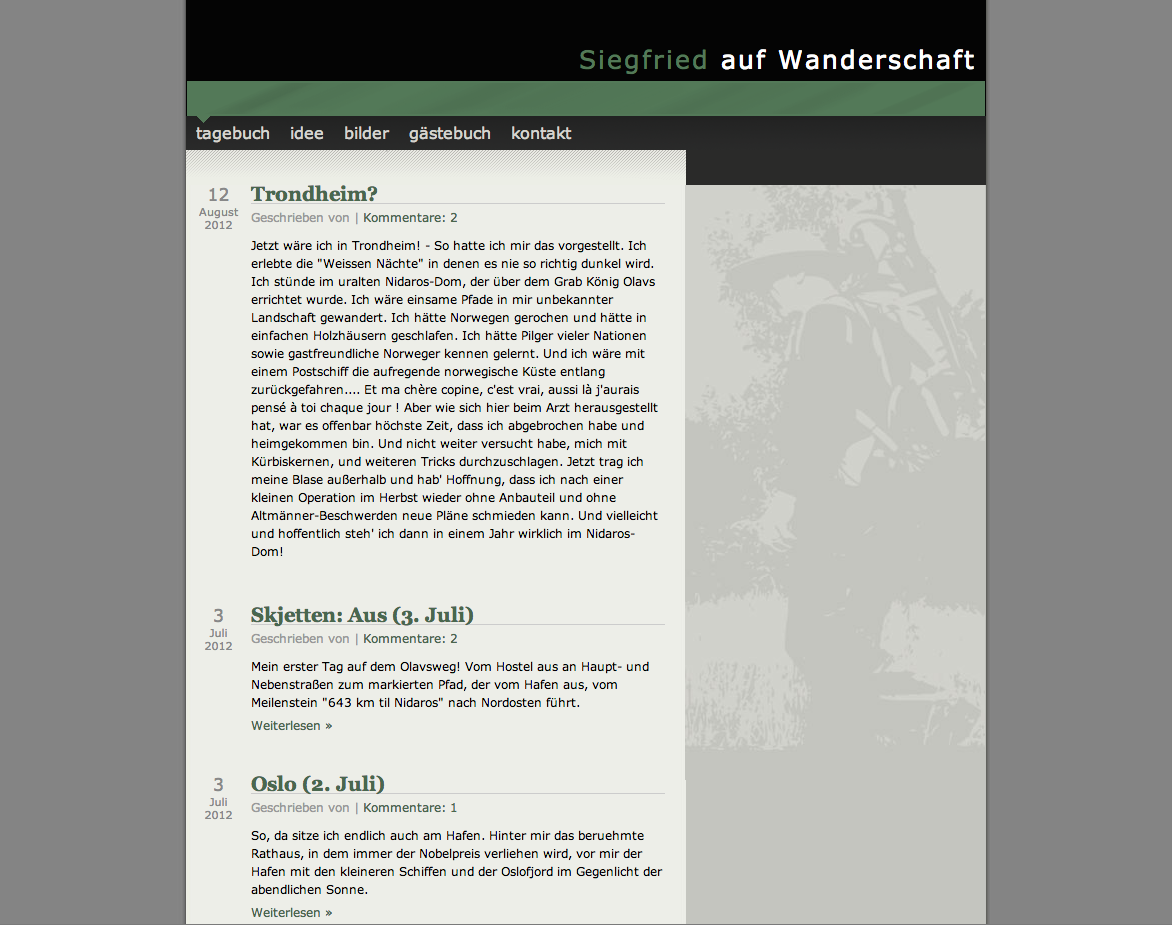 Siegfried auf Wanderschaft
tagebuch idee bilder gästebuch kontakt
12
August
2012
Trondheim?
Geschrieben von | Kommentare: 2
Jetzt wäre ich in Trondheim! - So hatte ich mir das vorgestellt. Ich
erlebte die "Weissen Nächte" in denen es nie so richtig dunkel wird.
Ich stünde im uralten Nidaros-Dom, der über dem Grab König Olavs
errichtet wurde. Ich wäre einsame Pfade in mir unbekannter
Landschaft gewandert. Ich hätte Norwegen gerochen und hätte in
einfachen Holzhäusern geschlafen. Ich hätte Pilger vieler Nationen
sowie gastfreundliche Norweger kennen gelernt. Und ich wäre mit
einem Postschiff die aufregende norwegische Küste entlang
zurückgefahren.... Et ma chère copine, c'est vrai, aussi là j'aurais
pensé à toi chaque jour ! Aber wie sich hier beim Arzt herausgestellt
hat, war es offenbar höchste Zeit, dass ich abgebrochen habe und
heimgekommen bin. Und nicht weiter versucht habe, mich mit
Kürbiskernen, und weiteren Tricks durchzuschlagen. Jetzt trag ich
meine Blase außerhalb und hab' Hoffnung, dass ich nach einer
kleinen Operation im Herbst wieder ohne Anbauteil und ohne
Altmänner-Beschwerden neue Pläne schmieden kann. Und vielleicht
und hoffentlich steh' ich dann in einem Jahr wirklich im Nidaros-
Dom!
3
Juli
2012
Skjetten: Aus (3. Juli)
Geschrieben von | Kommentare: 2
Mein erster Tag auf dem Olavsweg! Vom Hostel aus an Haupt- und
Nebenstraßen zum markierten Pfad, der vom Hafen aus, vom
Meilenstein "643 km til Nidaros" nach Nordosten führt.
Weiterlesen »
3
Juli
2012
Oslo (2. Juli)
Geschrieben von | Kommentare: 1
So, da sitze ich endlich auch am Hafen. Hinter mir das beruehmte
Rathaus, in dem immer der Nobelpreis verliehen wird, vor mir der
Hafen mit den kleineren Schiffen und der Oslofjord im Gegenlicht der
abendlichen Sonne.
Weiterlesen »